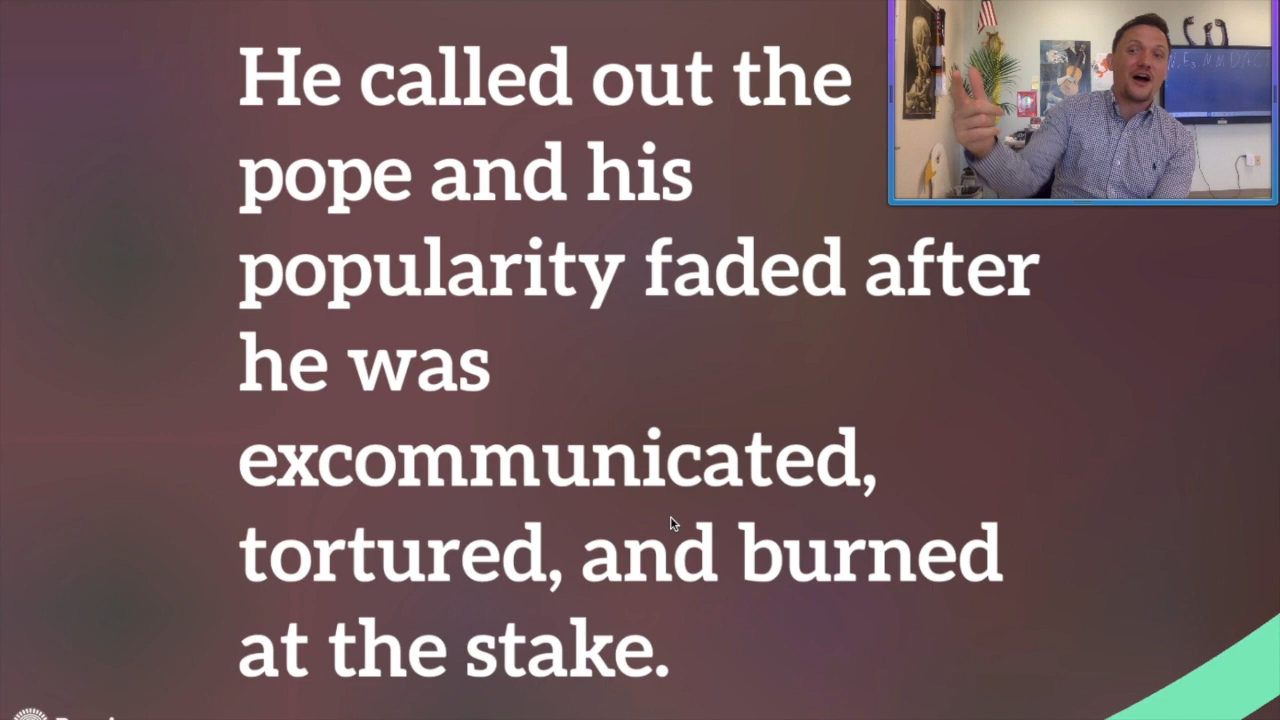 He called out the
pope and his
popularity faded after
he was
excommunicated,
tortured, and burned
at the stake.